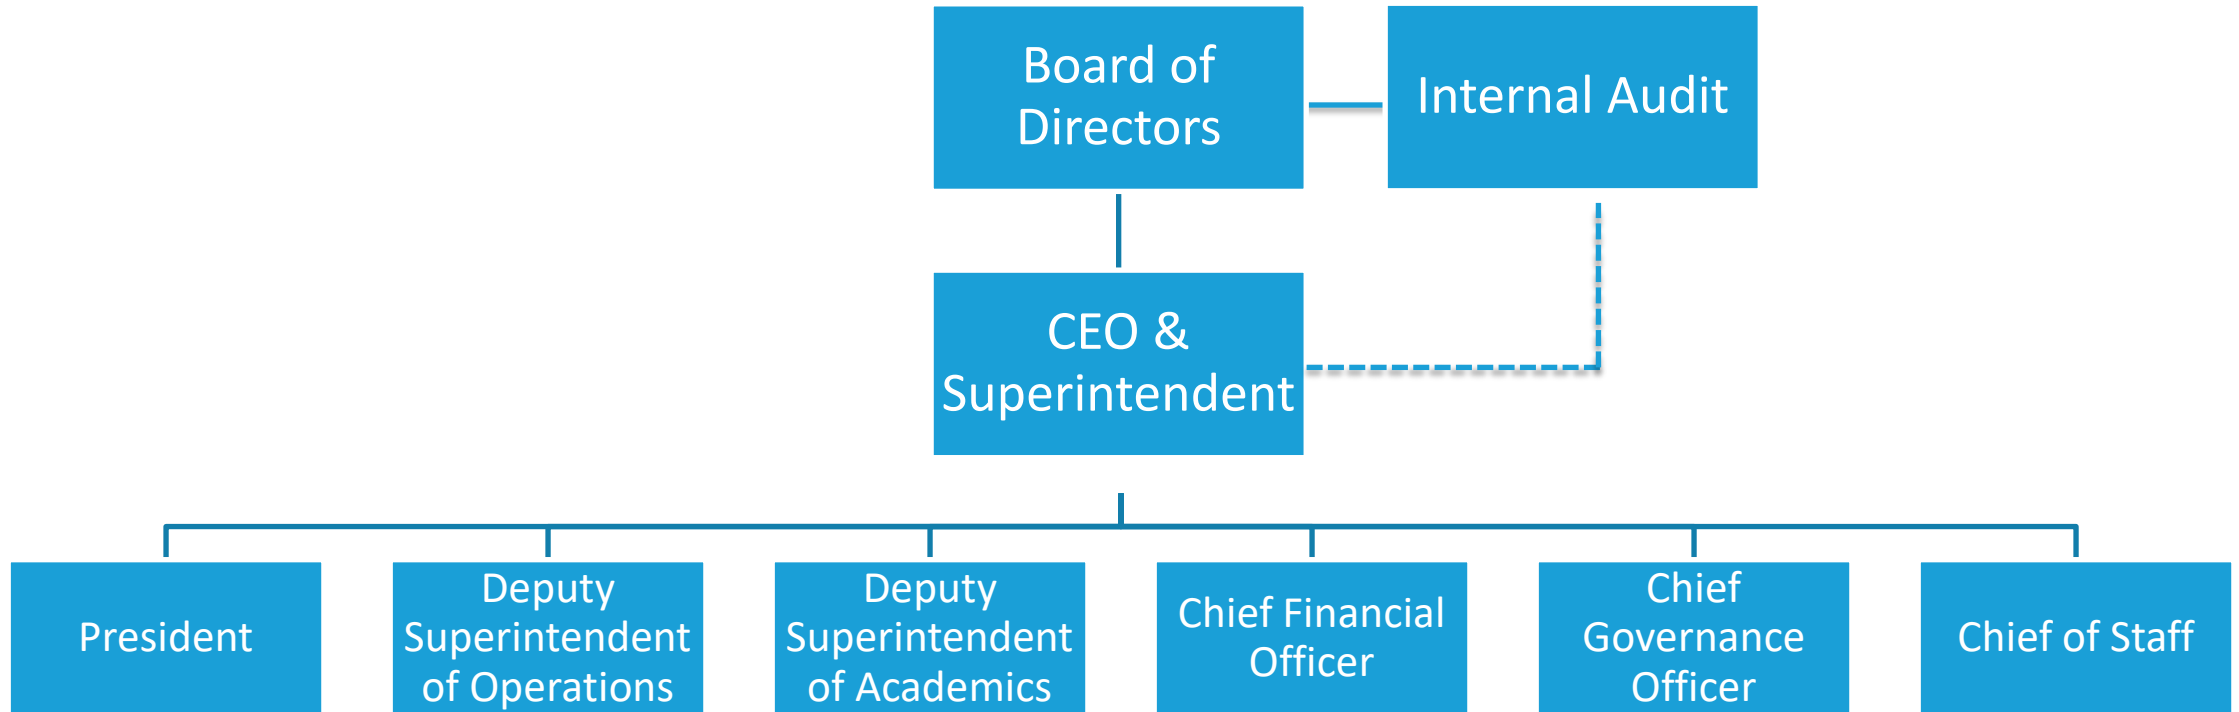 Board of
Directors
Internal Audit
CEO &
Superintendent
President
Deputy
Superintendent
of Operations
Deputy
Superintendent
of Academics
Chief Financial
Officer
Chief
Governance
Officer
Chief of Staff